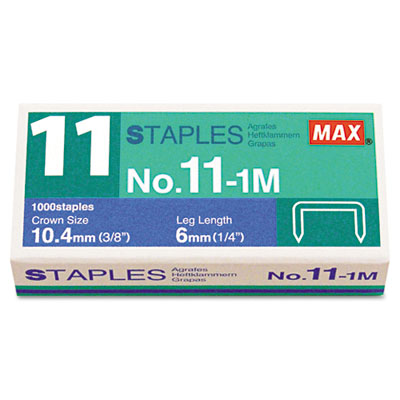 11
STAPLES
Agrafes
Heftklammern
Grapas
MAX
No.11-1M
1000staples
Crown Size
10.4mm (3/8")
Leg Length
6mm (1/4")
STAPLES
Agrafes
Heftklammern
Grapas
No.11-1M